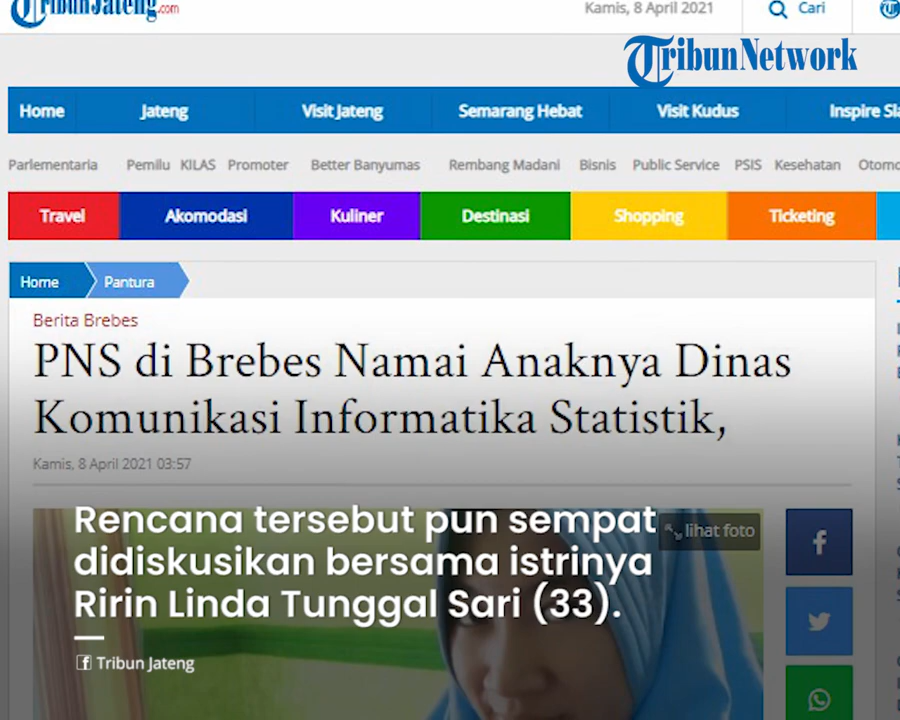 TribunJateng.com
Kamis, 8 April 2021
Cari
TribunNetwork
Home Jateng Visit Jateng Semarang Hebat Visit Kudus Inspire
Parlementaria Pemilu KILAS Promoter Better Banyumas Rembang Madani Bisnis Public Service PSIS Kesehatan
Travel Akomodasi Kuliner Destinasi Shopping Ticketing
Home Pantura
Berita Brebes
PNS di Brebes Namai Anaknya Dinas
Komunikasi Informatika Statistik,
Kamis, 8 April 2021 03:57
lihat foto
Rencana tersebut pun sempat
didiskusikan bersama istrinya
Ririn Linda Tunggal Sari (33).
Tribun Jateng